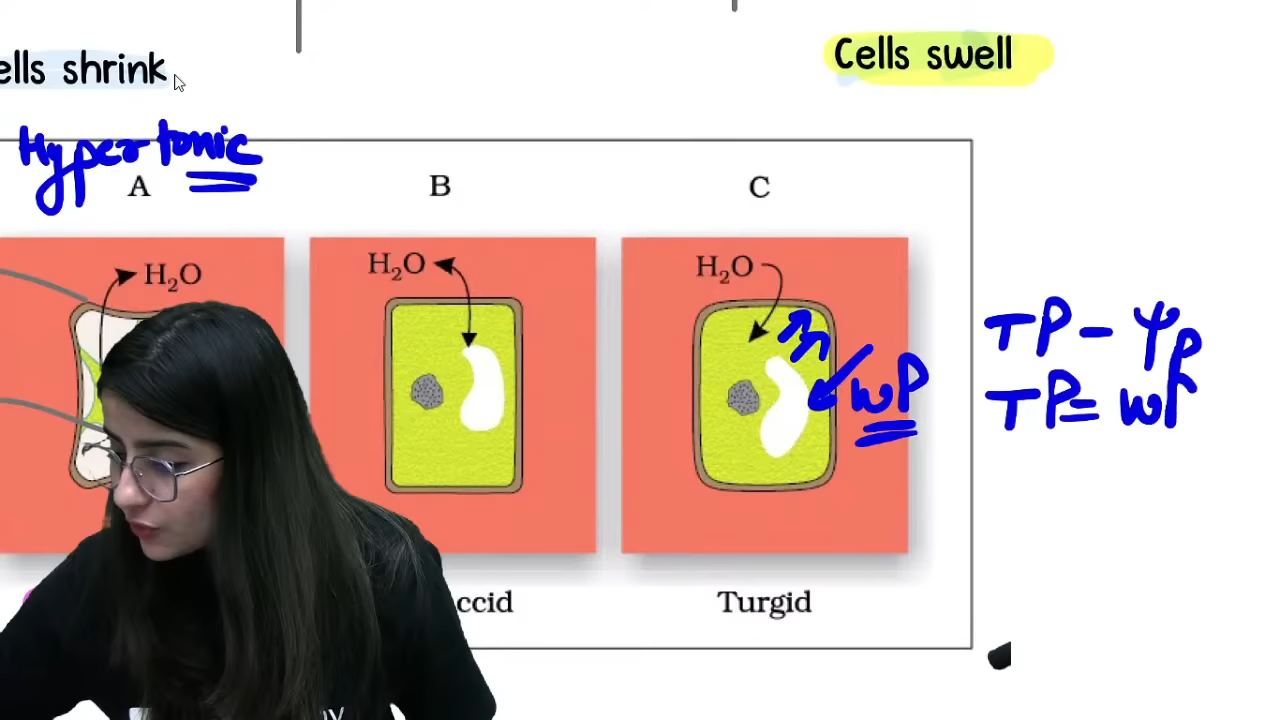 ells shrink
Cells swell
Hypertonic
A
B
C
H₂O
H₂O
H₂O
TP - ψp
TP = WP
WP
ccid
Turgid